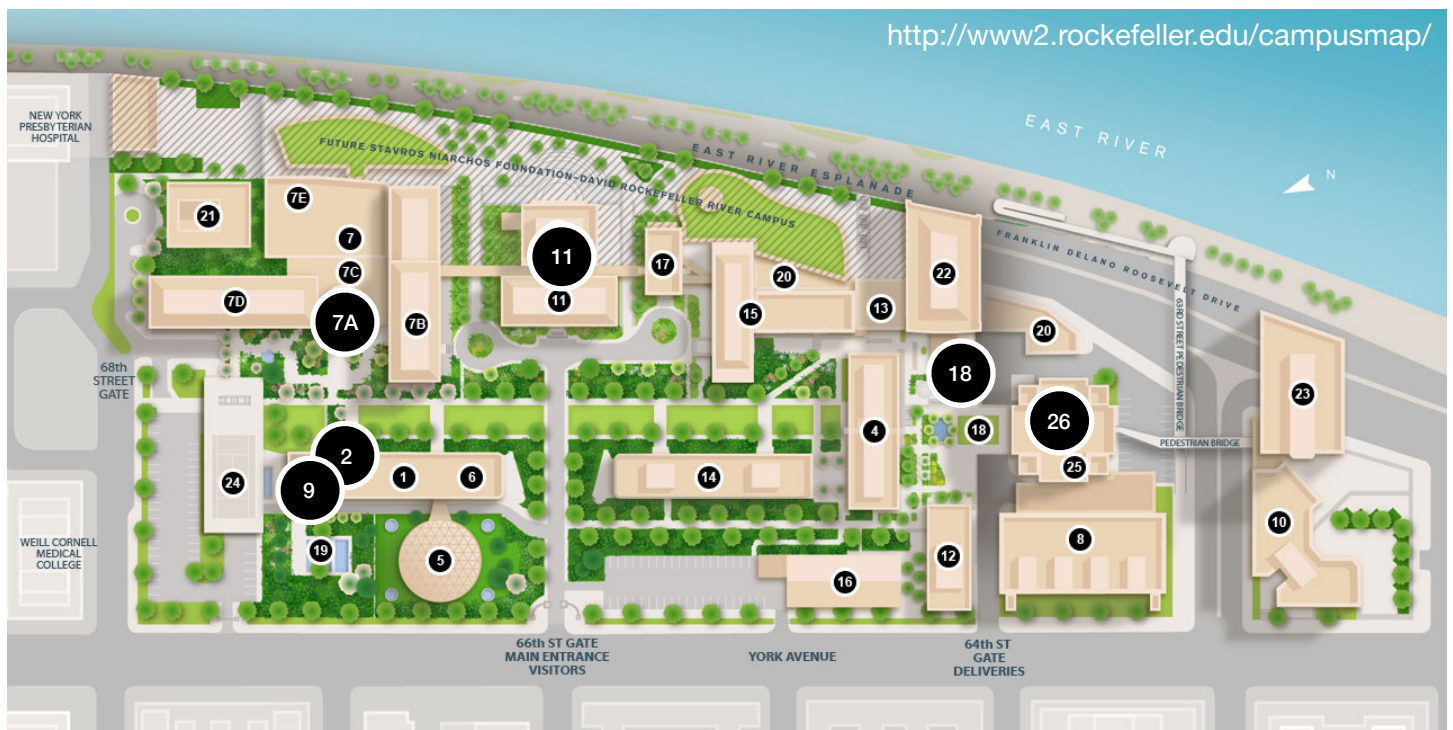 http://www2.rockefeller.edu/campusmap/
NEW YORK
PRESBYTERIAN
HOSPITAL
EAST RIVER
N
FUTURE STAVROS NIARCHOS FOUNDATION–DAVID ROCKEFELLER RIVER CAMPUS
EAST RIVER ESPLANADE
FRANKLIN DELANO ROOSEVELT DRIVE
63RD STREET PEDESTRIAN BRIDGE
PEDESTRIAN BRIDGE
7E
21
7
7C
7D
7A
7B
11
11
17
15
20
13
22
20
68th
STREET
GATE
18
18
26
25
23
2
9
1
6
24
14
4
WEILL CORNELL
MEDICAL
COLLEGE
19
5
16
12
8
10
66th ST GATE
MAIN ENTRANCE
VISITORS
YORK AVENUE
64th ST
GATE
DELIVERIES